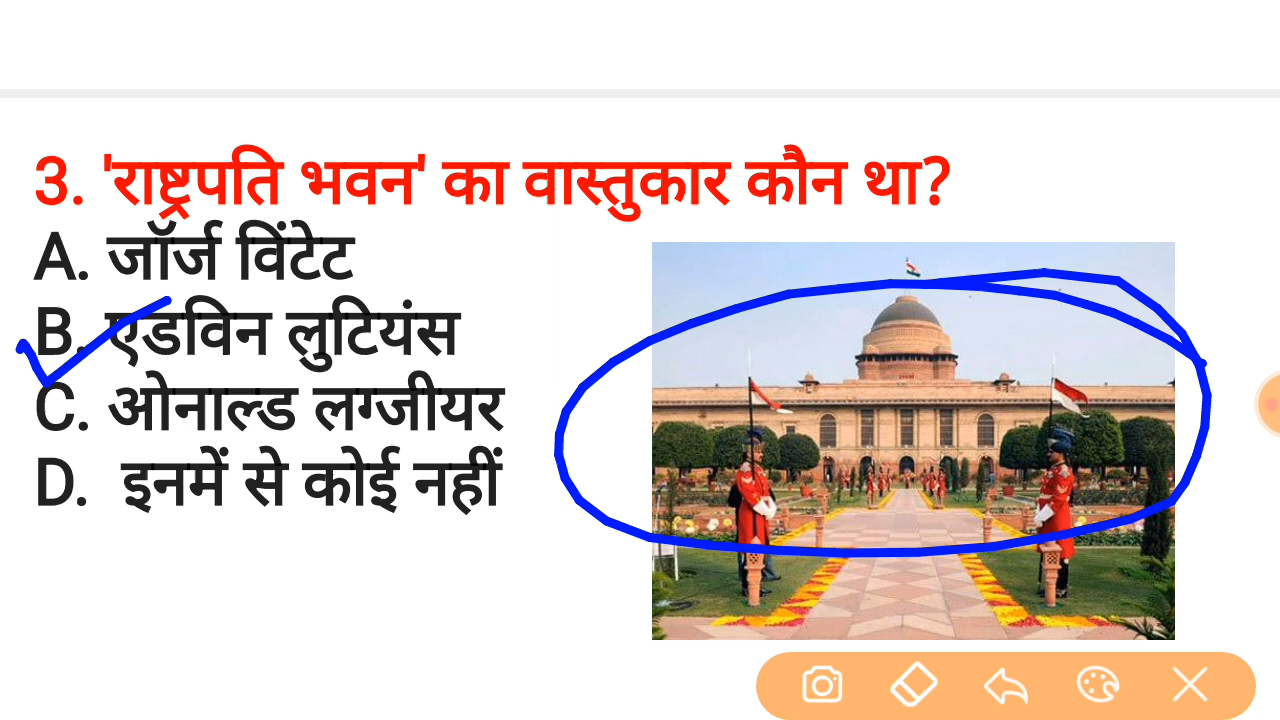 3. 'राष्ट्रपति भवन' का वास्तुकार कौन था?
A. जॉर्ज विंटेट
B. एडविन लुटियंस
C. ओनाल्ड लग्जीयर
D. इनमें से कोई नहीं